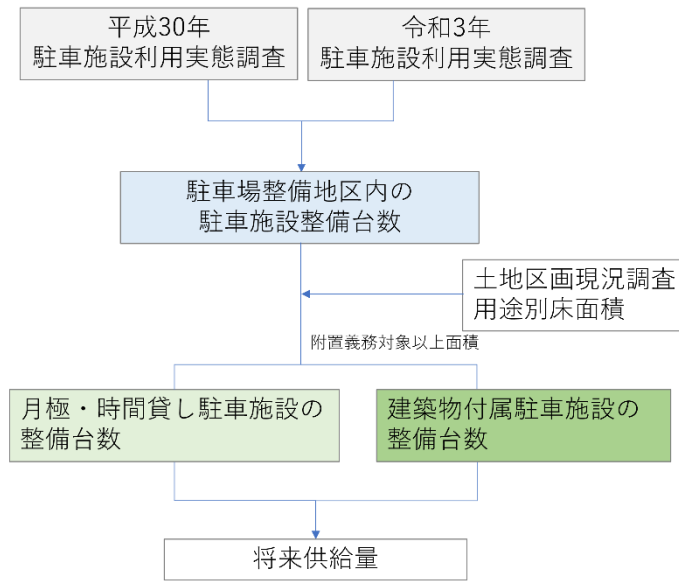 平成30年
駐車施設利用実態調査
令和3年
駐車施設利用実態調査
駐車場整備地区内の
駐車施設整備台数
土地区画現況調査
用途別床面積
附置義務対象以上面積
月極・時間貸し駐車施設の
整備台数
建築物付属駐車施設の
整備台数
将来供給量